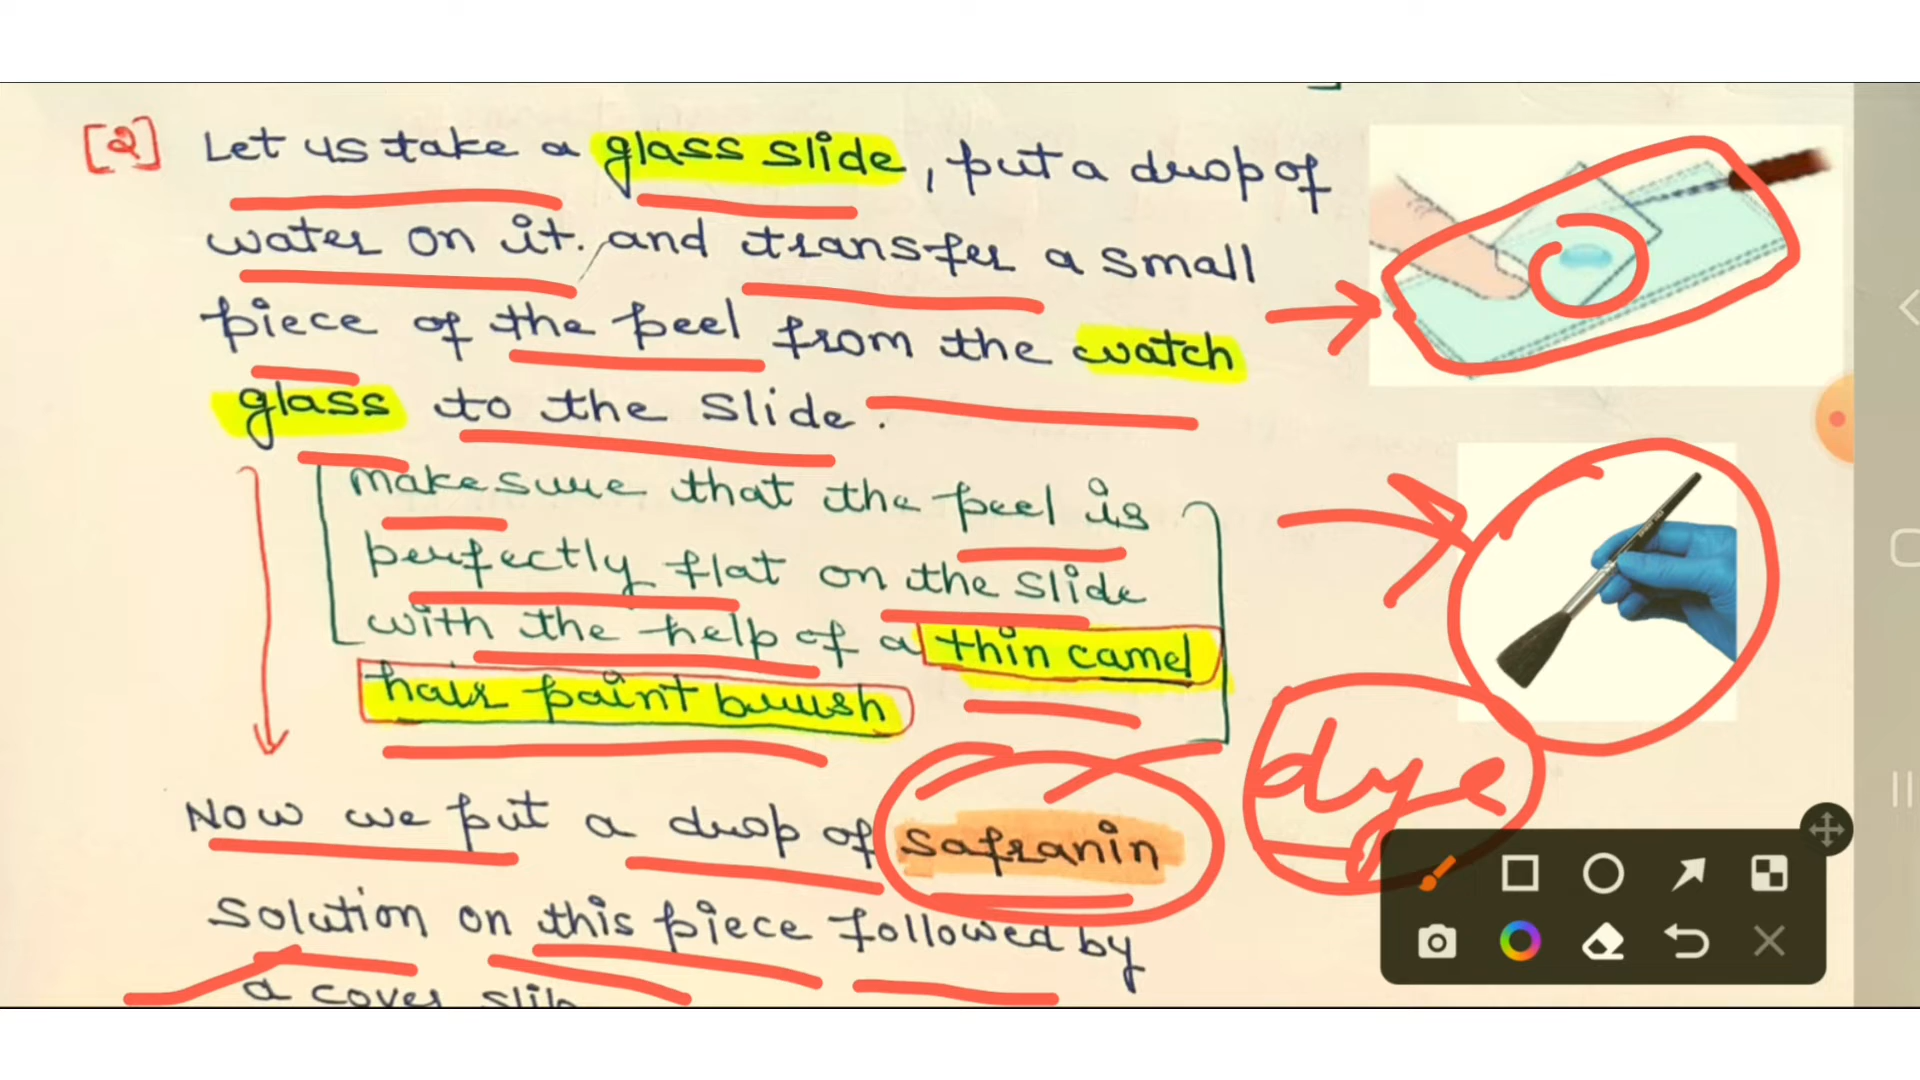 [2] Let us take a glass slide, put a drop of
water on it. and transfer a small
piece of the peel from the watch
glass to the slide.
make sure that the peel is
perfectly flat on the slide
with the help of a thin camel
hair paint brush
dye
Now we put a drop of safranin
solution on this piece followed by
a cover slip